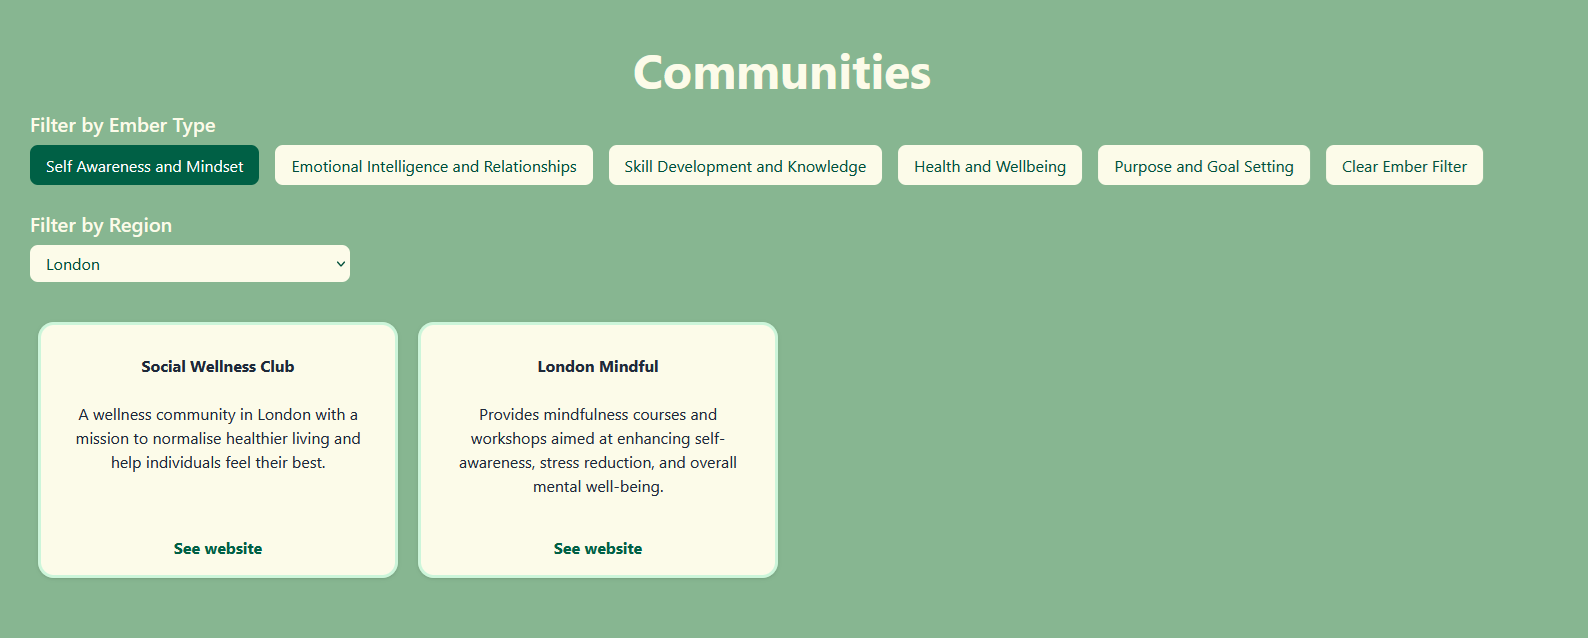 Communities
Filter by Ember Type
Self Awareness and Mindset
Emotional Intelligence and Relationships
Skill Development and Knowledge
Health and Wellbeing
Purpose and Goal Setting
Clear Ember Filter
Filter by Region
London
Social Wellness Club
A wellness community in London with a
mission to normalise healthier living and
help individuals feel their best.
See website
London Mindful
Provides mindfulness courses and
workshops aimed at enhancing self-
awareness, stress reduction, and overall
mental well-being.
See website